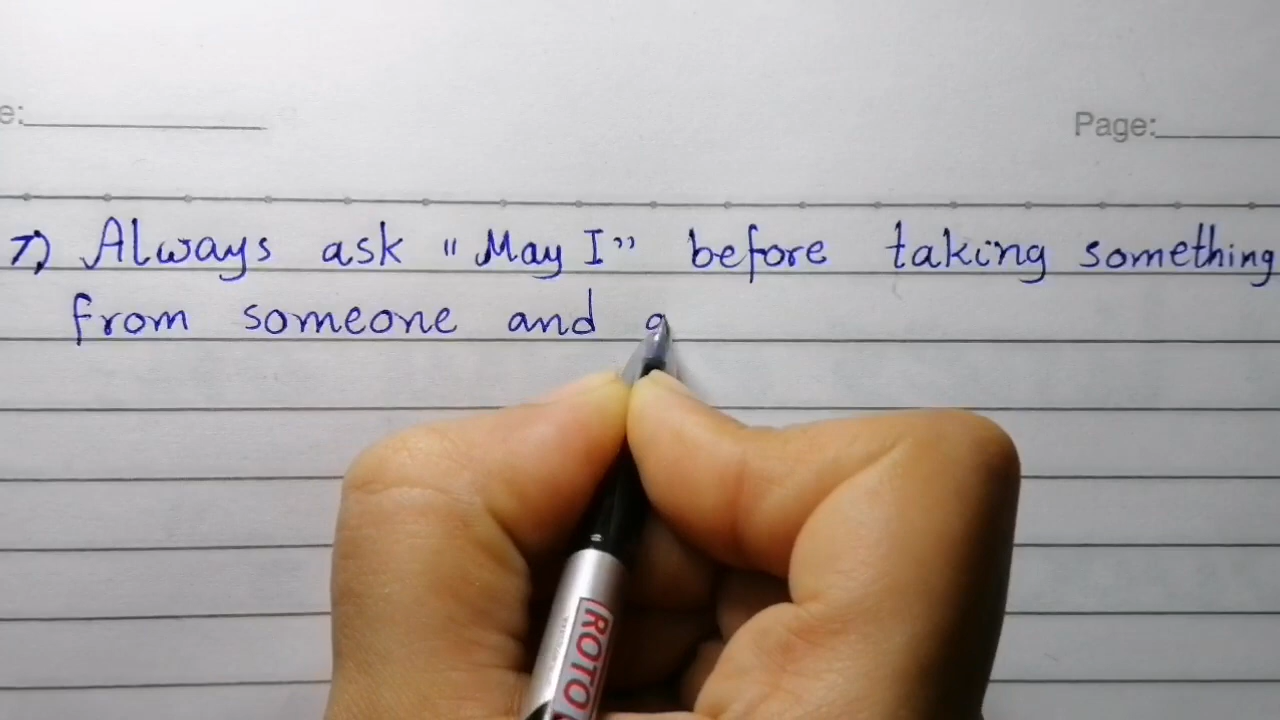 e:
Page:
7) Always ask "May I" before taking something
from someone and
ROTO